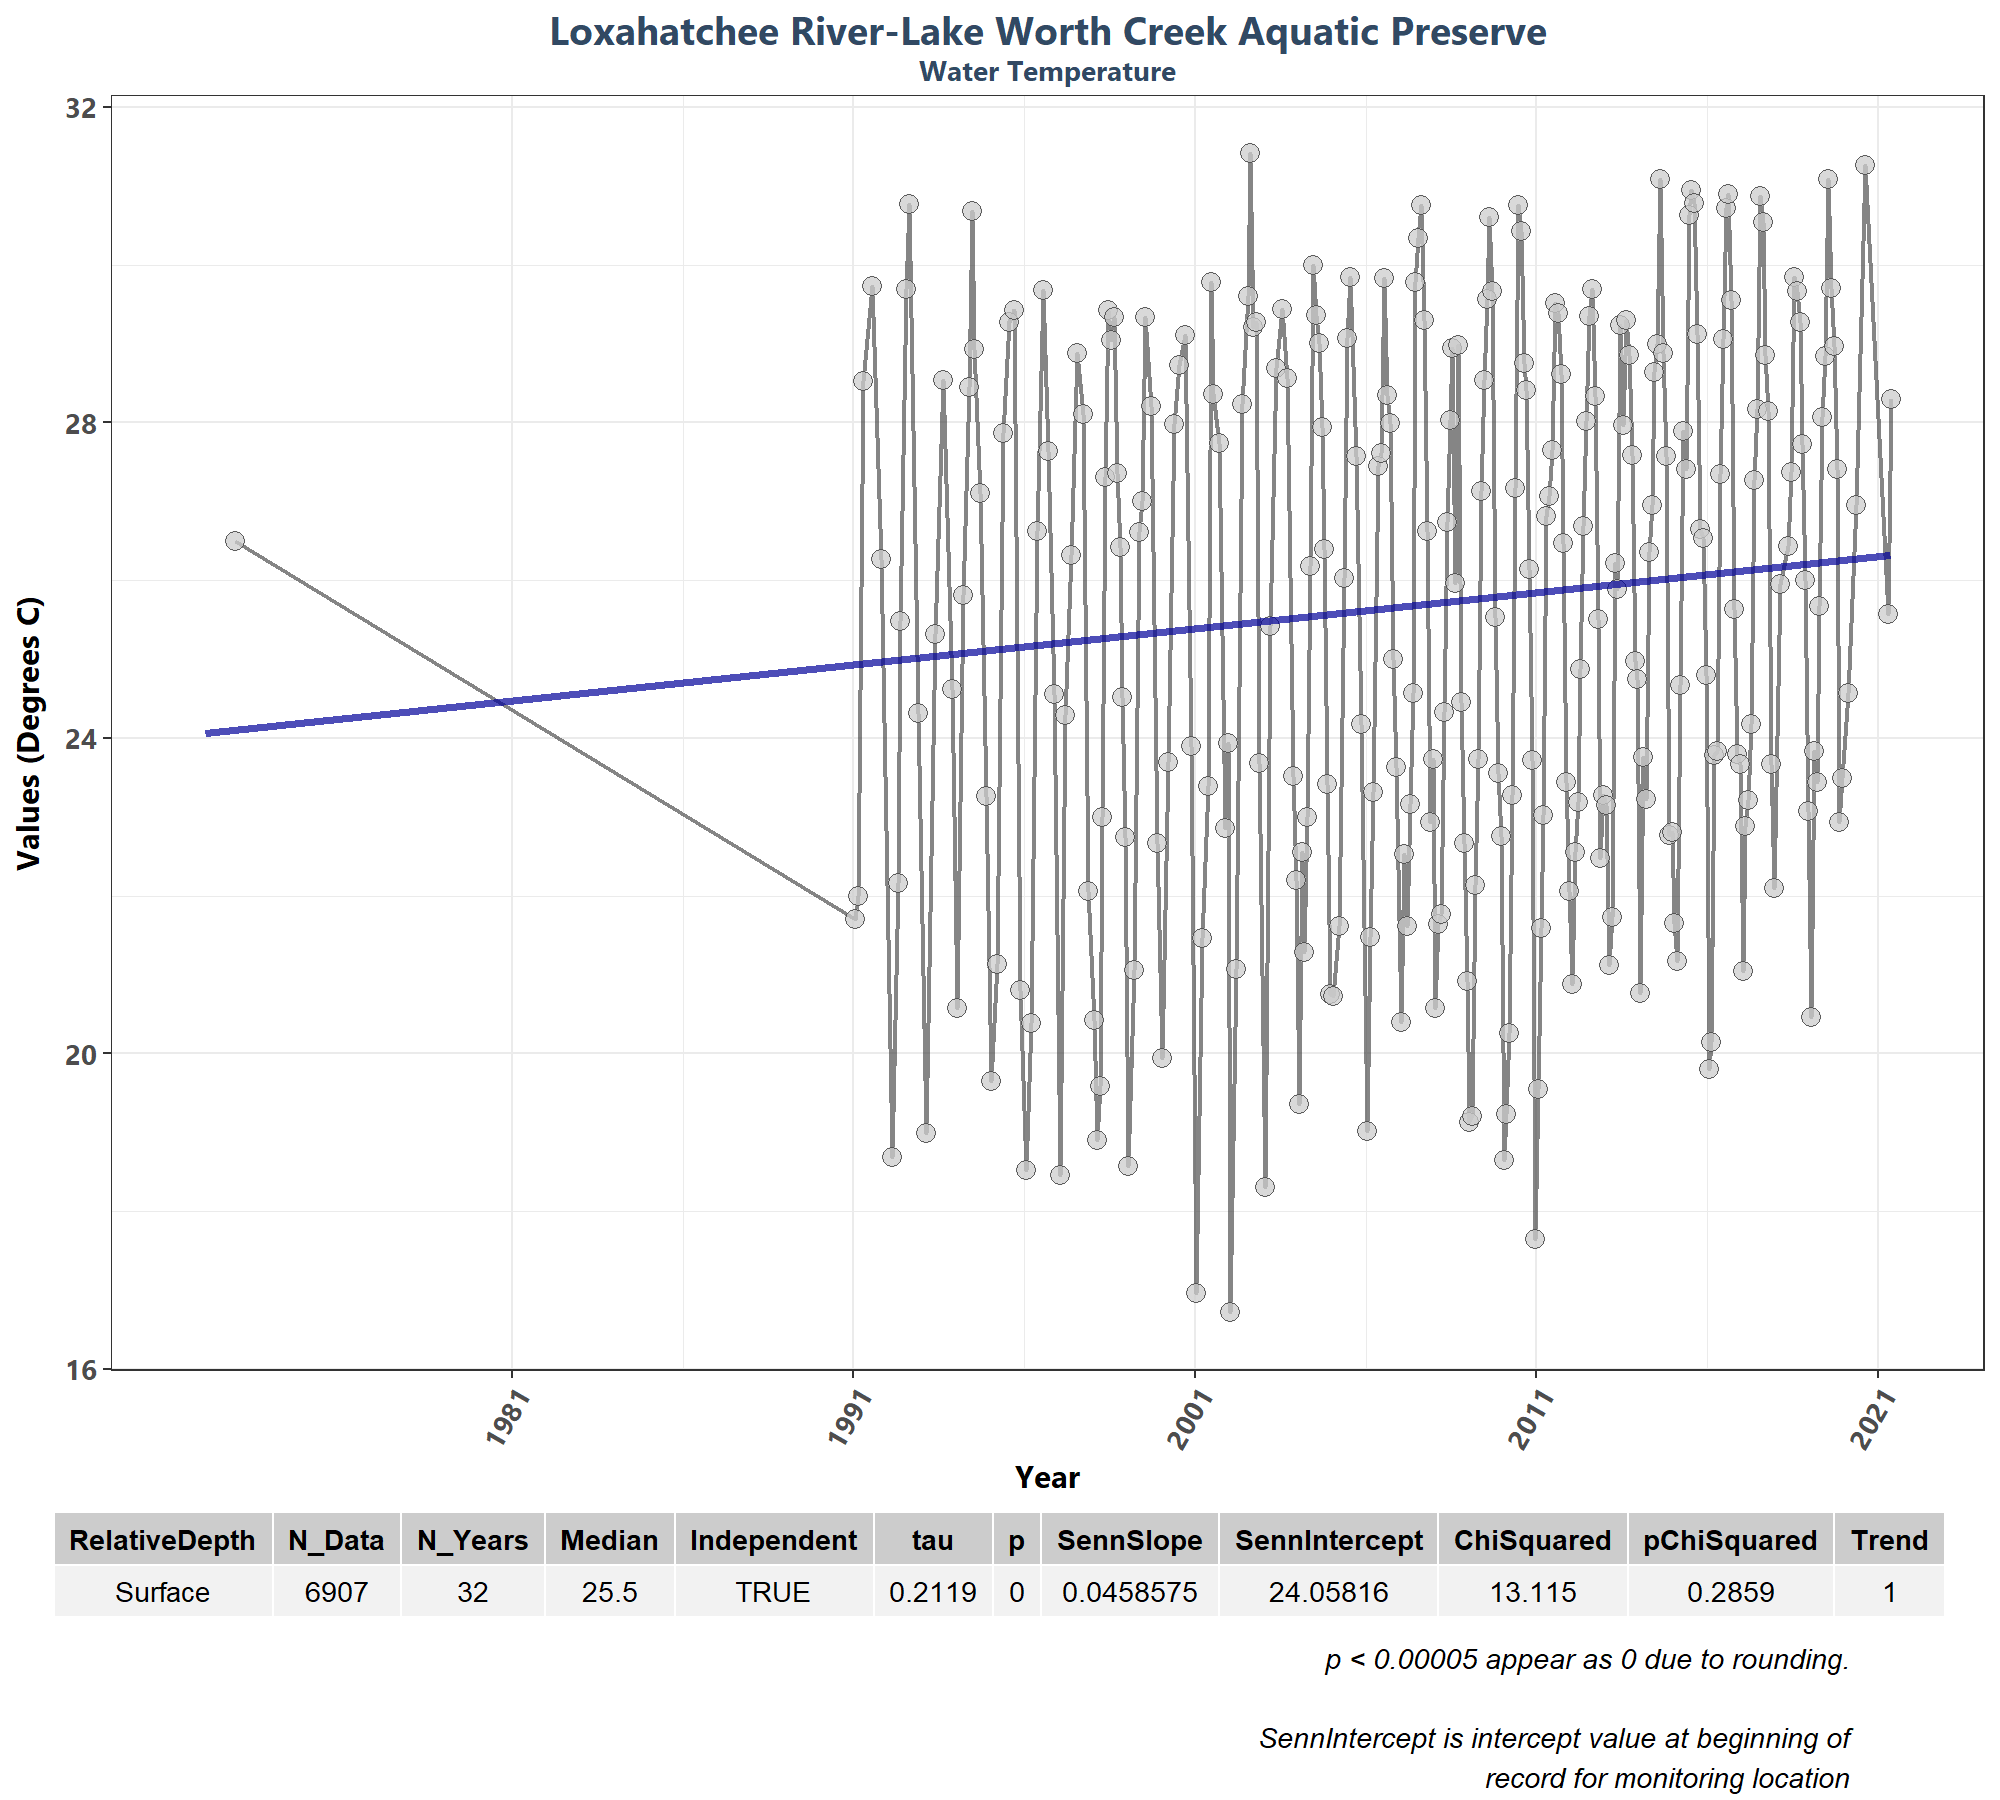 Loxahatchee River-Lake Worth Creek Aquatic Preserve
Water Temperature
32
28
24
20
16
Values (Degrees C)
1981
1991
2001
2011
2021
Year
RelativeDepth N_Data N_Years Median Independent tau p SennSlope SennIntercept ChiSquared pChiSquared Trend
Surface 6907 32 25.5 TRUE 0.2119 0 0.0458575 24.05816 13.115 0.2859 1
p < 0.00005 appear as 0 due to rounding.
SennIntercept is intercept value at beginning of
record for monitoring location